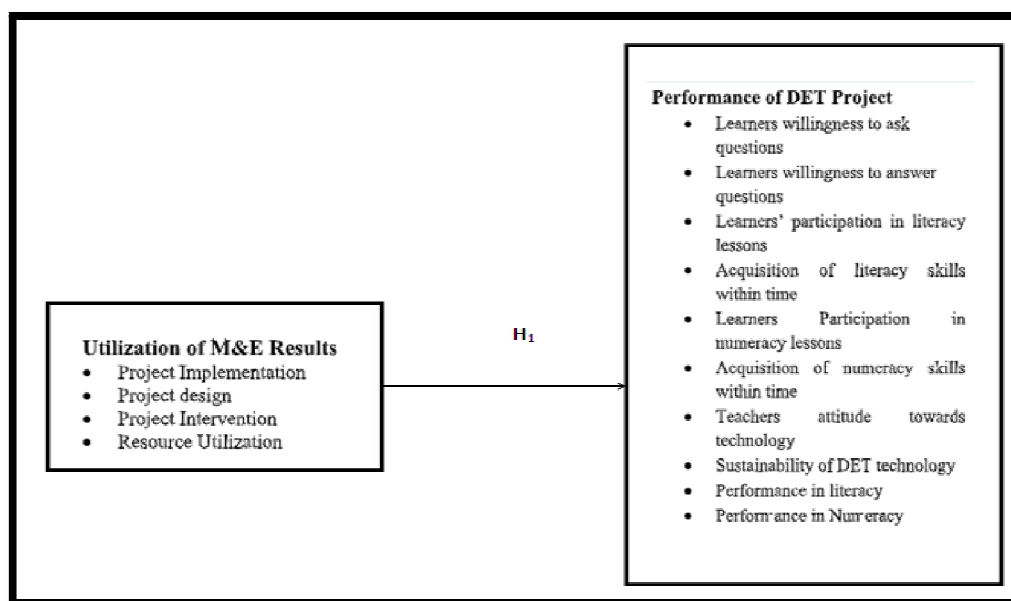 Utilization of M&E Results
• Project Implementation
• Project design
• Project Intervention
• Resource Utilization
H₁
Performance of DET Project
• Learners willingness to ask
questions
• Learners willingness to answer
questions
• Learners' participation in literacy
lessons
• Acquisition of literacy skills
within time
• Learners Participation in
numeracy lessons
• Acquisition of numeracy skills
within time
• Teachers attitude towards
technology
• Sustainability of DET technology
• Performance in literacy
• Performance in Numeracy